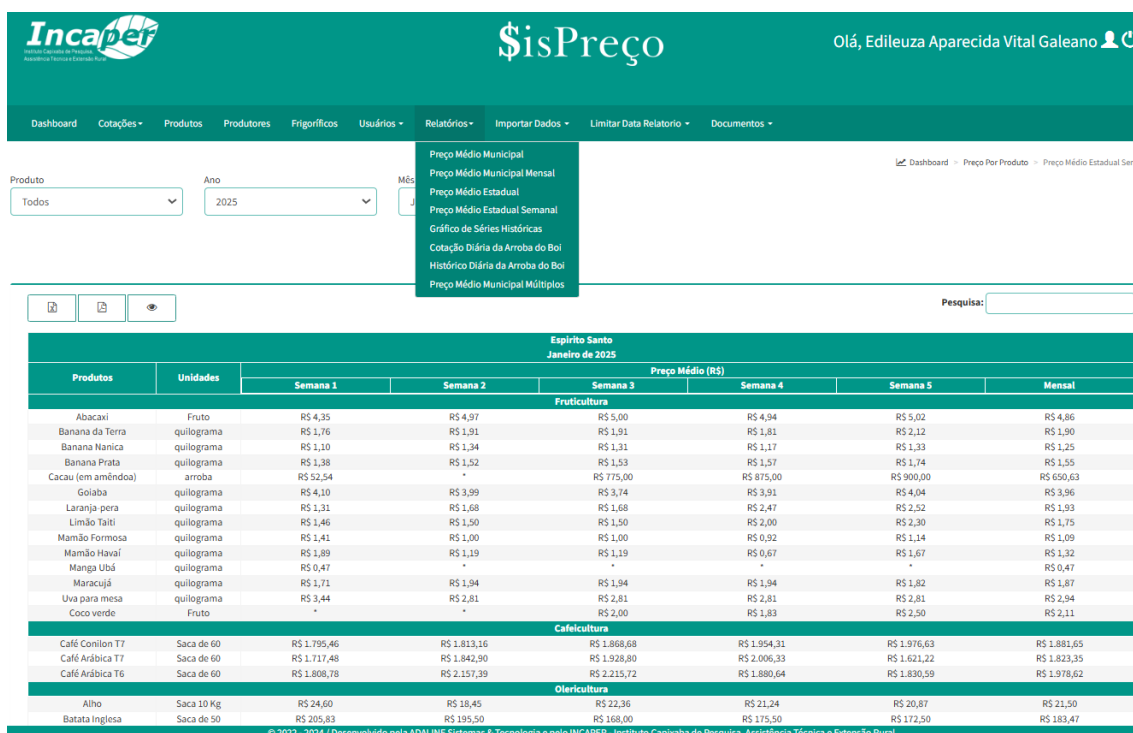 Incaper
Instituto Capixaba de Pesquisa,
Assistência Técnica e Extensão Rural
$isPreço
Olá, Edileuza Aparecida Vital Galeano
Dashboard Cotações Produtos Produtores Frigoríficos Usuários Relatórios Importar Dados Limitar Data Relatorio Documentos
Preço Médio Municipal
Preço Médio Municipal Mensal
Preço Médio Estadual
Preço Médio Estadual Semanal
Gráfico de Séries Históricas
Cotação Diária da Arroba do Boi
Histórico Diária da Arroba do Boi
Preço Médio Municipal Múltiplos
Dashboard > Preço Por Produto > Preço Médio Estadual Ser
Produto Ano Mês
Todos 2025 J
Pesquisa:
Espirito Santo
Janeiro de 2025
Produtos Unidades Preço Médio (R$)
Semana 1 Semana 2 Semana 3 Semana 4 Semana 5 Mensal
Fruticultura
Abacaxi Fruto R$ 4,35 R$ 4,97 R$ 5,00 R$ 4,94 R$ 5,02 R$ 4,86
Banana da Terra quilograma R$ 1,76 R$ 1,91 R$ 1,91 R$ 1,81 R$ 2,12 R$ 1,90
Banana Nanica quilograma R$ 1,10 R$ 1,34 R$ 1,31 R$ 1,17 R$ 1,33 R$ 1,25
Banana Prata quilograma R$ 1,38 R$ 1,52 R$ 1,53 R$ 1,57 R$ 1,74 R$ 1,55
Cacau (em amêndoa) arroba R$ 52,54 * R$ 775,00 R$ 875,00 R$ 900,00 R$ 650,63
Goiaba quilograma R$ 4,10 R$ 3,99 R$ 3,74 R$ 3,91 R$ 4,04 R$ 3,96
Laranja-pera quilograma R$ 1,31 R$ 1,68 R$ 1,68 R$ 2,47 R$ 2,52 R$ 1,93
Limão Taiti quilograma R$ 1,46 R$ 1,50 R$ 1,50 R$ 2,00 R$ 2,30 R$ 1,75
Mamão Formosa quilograma R$ 1,41 R$ 1,00 R$ 1,00 R$ 0,92 R$ 1,14 R$ 1,09
Mamão Havaí quilograma R$ 1,89 R$ 1,19 R$ 1,19 R$ 0,67 R$ 1,67 R$ 1,32
Manga Ubá quilograma R$ 0,47 * * * * R$ 0,47
Maracujá quilograma R$ 1,71 R$ 1,94 R$ 1,94 R$ 1,94 R$ 1,82 R$ 1,87
Uva para mesa quilograma R$ 3,44 R$ 2,81 R$ 2,81 R$ 2,81 R$ 2,81 R$ 2,94
Coco verde Fruto * * R$ 2,00 R$ 1,83 R$ 2,50 R$ 2,11
Cafeicultura
Café Conilon T7 Saca de 60 R$ 1.795,46 R$ 1.813,16 R$ 1.868,68 R$ 1.954,31 R$ 1.976,63 R$ 1.881,65
Café Arábica T7 Saca de 60 R$ 1.717,48 R$ 1.842,90 R$ 1.928,80 R$ 2.006,33 R$ 1.621,22 R$ 1.823,35
Café Arábica T6 Saca de 60 R$ 1.808,78 R$ 2.157,39 R$ 2.215,72 R$ 1.880,64 R$ 1.830,59 R$ 1.978,62
Olericultura
Alho Saca 10 Kg R$ 24,60 R$ 18,45 R$ 22,36 R$ 21,24 R$ 20,87 R$ 21,50
Batata Inglesa Saca de 50 R$ 205,83 R$ 195,50 R$ 168,00 R$ 175,50 R$ 172,50 R$ 183,47
© 2022 - 2024 / Desenvolvido pela ADALINE Sistemas & Tecnologia e pelo INCAPER - Instituto Capixaba de Pesquisa, Assistência Técnica e Extensão Rural